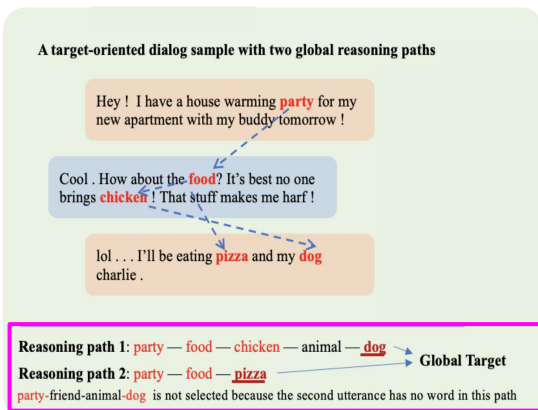 A target-oriented dialog sample with two global reasoning paths
Hey ! I have a house warming party for my
new apartment with my buddy tomorrow !
Cool . How about the food? It's best no one
brings chicken ! That stuff makes me harf !
lol . . . I'll be eating pizza and my dog
charlie .
Reasoning path 1: party — food — chicken — animal — dog
Global Target
Reasoning path 2: party — food — pizza
party-friend-animal-dog is not selected because the second utterance has no word in this path